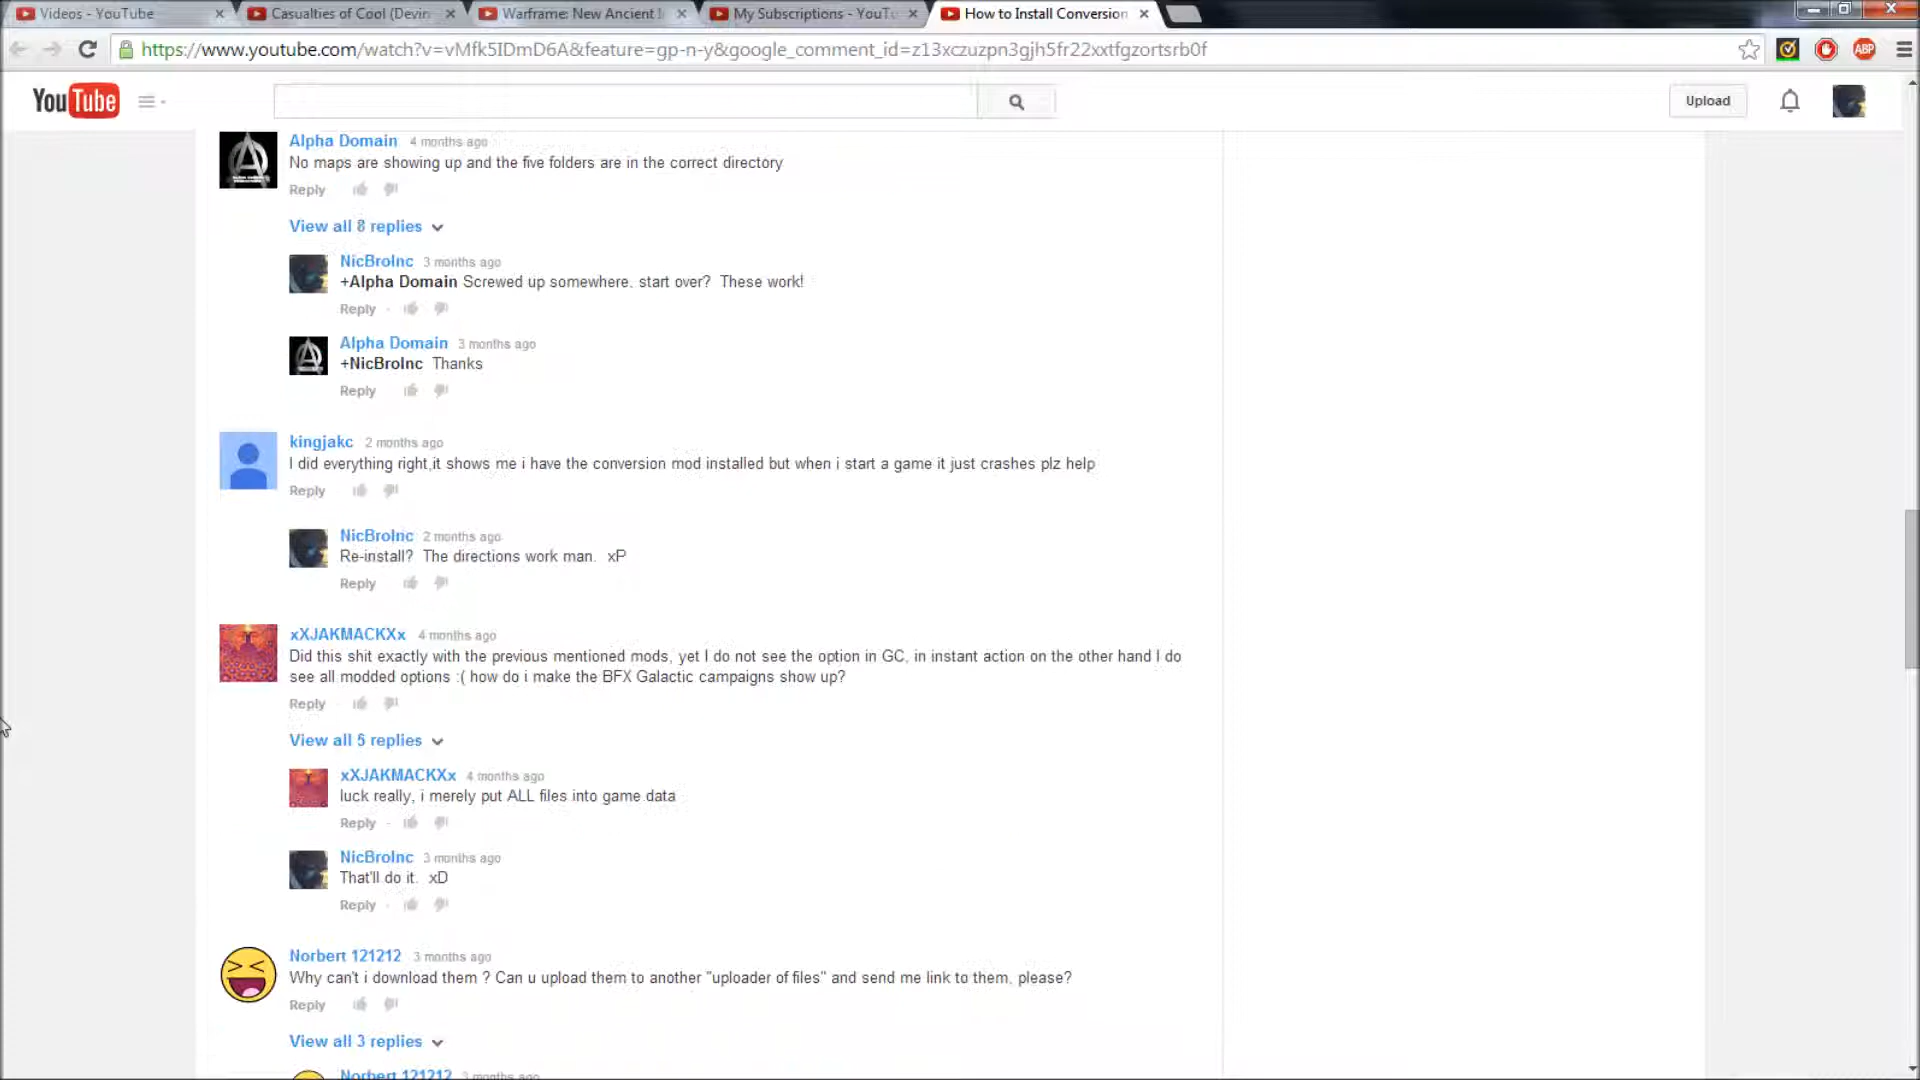 Videos - YouTube
Casualties of Cool (Devin
Warframe: New Ancient I
My Subscriptions - YouTu
How to Install Conversion
https://www.youtube.com/watch?v=vMfk5IDmD6A&feature=gp-n-y&google_comment_id=z13xczuzpn3gjh5fr22xxtfgzortsrb0f
ABP
YouTube
Upload
Alpha Domain 4 months ago
No maps are showing up and the five folders are in the correct directory
Reply
View all 8 replies
NicBroInc 3 months ago
+Alpha Domain Screwed up somewhere. start over? These work!
Reply
Alpha Domain 3 months ago
+NicBroInc Thanks
Reply
kingjakc 2 months ago
I did everything right,it shows me i have the conversion mod installed but when i start a game it just crashes plz help
Reply
NicBroInc 2 months ago
Re-install? The directions work man. xP
Reply
xXJAKMACKXx 4 months ago
Did this shit exactly with the previous mentioned mods, yet I do not see the option in GC, in instant action on the other hand I do
see all modded options :( how do i make the BFX Galactic campaigns show up?
Reply
View all 5 replies
xXJAKMACKXx 4 months ago
luck really, i merely put ALL files into game data
Reply
NicBroInc 3 months ago
That'll do it. xD
Reply
Norbert 121212 3 months ago
Why can't i download them ? Can u upload them to another "uploader of files" and send me link to them, please?
Reply
View all 3 replies
Norbert 121212 3 months ago